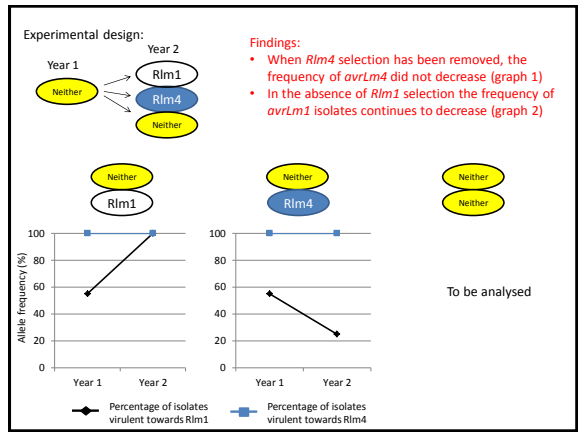 Experimental design:
Year 1
Year 2
Neither
Rlm1
Rlm4
Neither
Findings:
• When Rlm4 selection has been removed, the
frequency of avrLm4 did not decrease (graph 1)
• In the absence of Rlm1 selection the frequency of
avrLm1 isolates continues to decrease (graph 2)
Neither
Rlm1
Neither
Rlm4
Neither
Neither
Allele frequency (%)
100
80
60
40
20
0
Year 1 Year 2
100
80
60
40
20
0
Year 1 Year 2
To be analysed
Percentage of isolates
virulent towards Rlm1
Percentage of isolates
virulent towards Rlm4